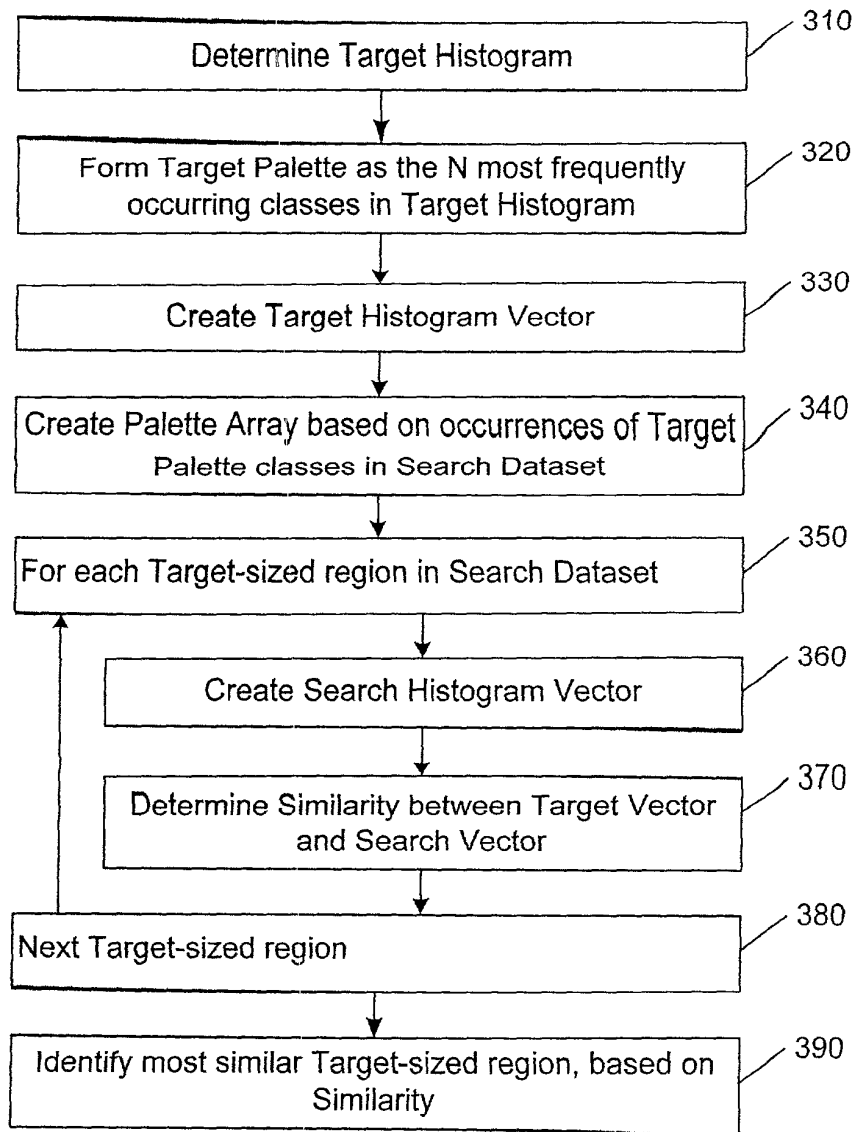 310
Determine Target Histogram
320
Form Target Palette as the N most frequently
occurring classes in Target Histogram
330
Create Target Histogram Vector
340
Create Palette Array based on occurrences of Target
Palette classes in Search Dataset
350
For each Target-sized region in Search Dataset
360
Create Search Histogram Vector
370
Determine Similarity between Target Vector
and Search Vector
380
Next Target-sized region
390
Identify most similar Target-sized region, based on
Similarity